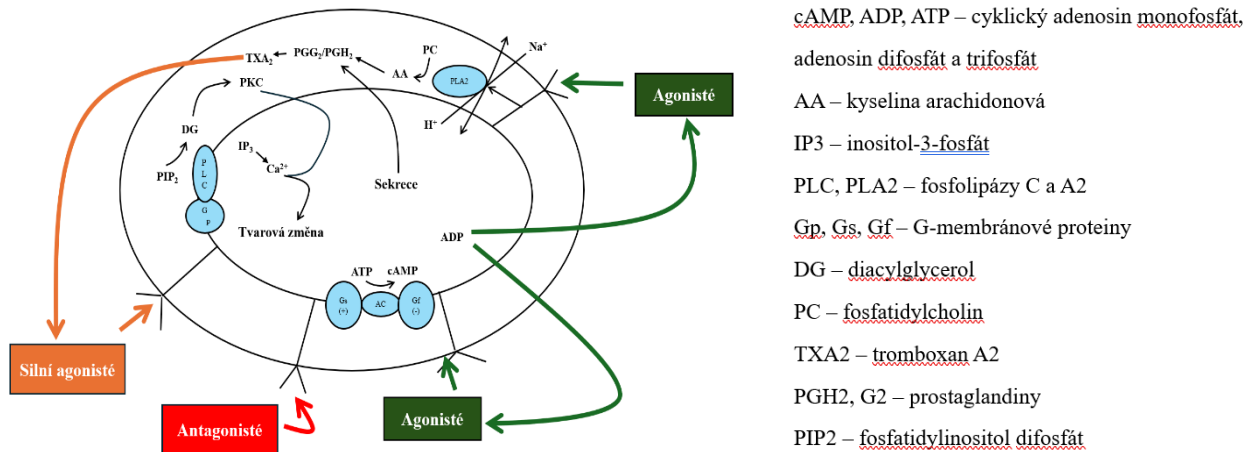 TXA2
PGG2/PGH2
PC
AA
PLA2
Na+
H+
PKC
DG
PIP2
P
L
C
G
P
IP3
Ca2+
Tvarová změna
Sekrece
ADP
ATP
cAMP
Gs
(+)
AC
Gf
(-)
Agonisté
Silní agonisté
Antagonisté
Agonisté
cAMP, ADP, ATP – cyklický adenosin monofosfát,
adenosin difosfát a trifosfát
AA – kyselina arachidonová
IP3 – inositol-3-fosfát
PLC, PLA2 – fosfolipázy C a A2
Gp, Gs, Gf – G-membránové proteiny
DG – diacylglycerol
PC – fosfatidylcholin
TXA2 – tromboxan A2
PGH2, G2 – prostaglandiny
PIP2 – fosfatidylinositol difosfát